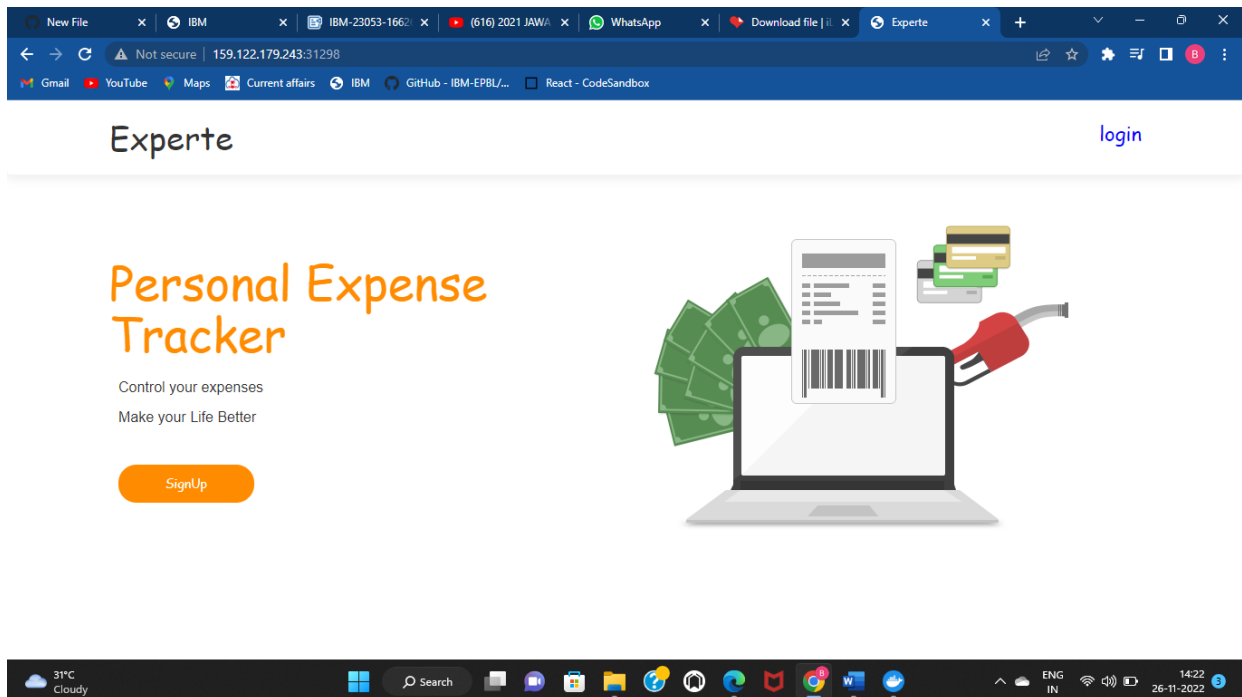 New File
IBM
IBM-23053-1662
(616) 2021 JAWA
WhatsApp
Download file | iL
Experte
Not secure | 159.122.179.243:31298
B
Gmail
YouTube
Maps
Current affairs
IBM
GitHub - IBM-EPBL/...
React - CodeSandbox
Experte
login
Personal Expense
Tracker
Control your expenses
Make your Life Better
SignUp
31°C
Cloudy
Search
ENG
IN
14:22
26-11-2022
3